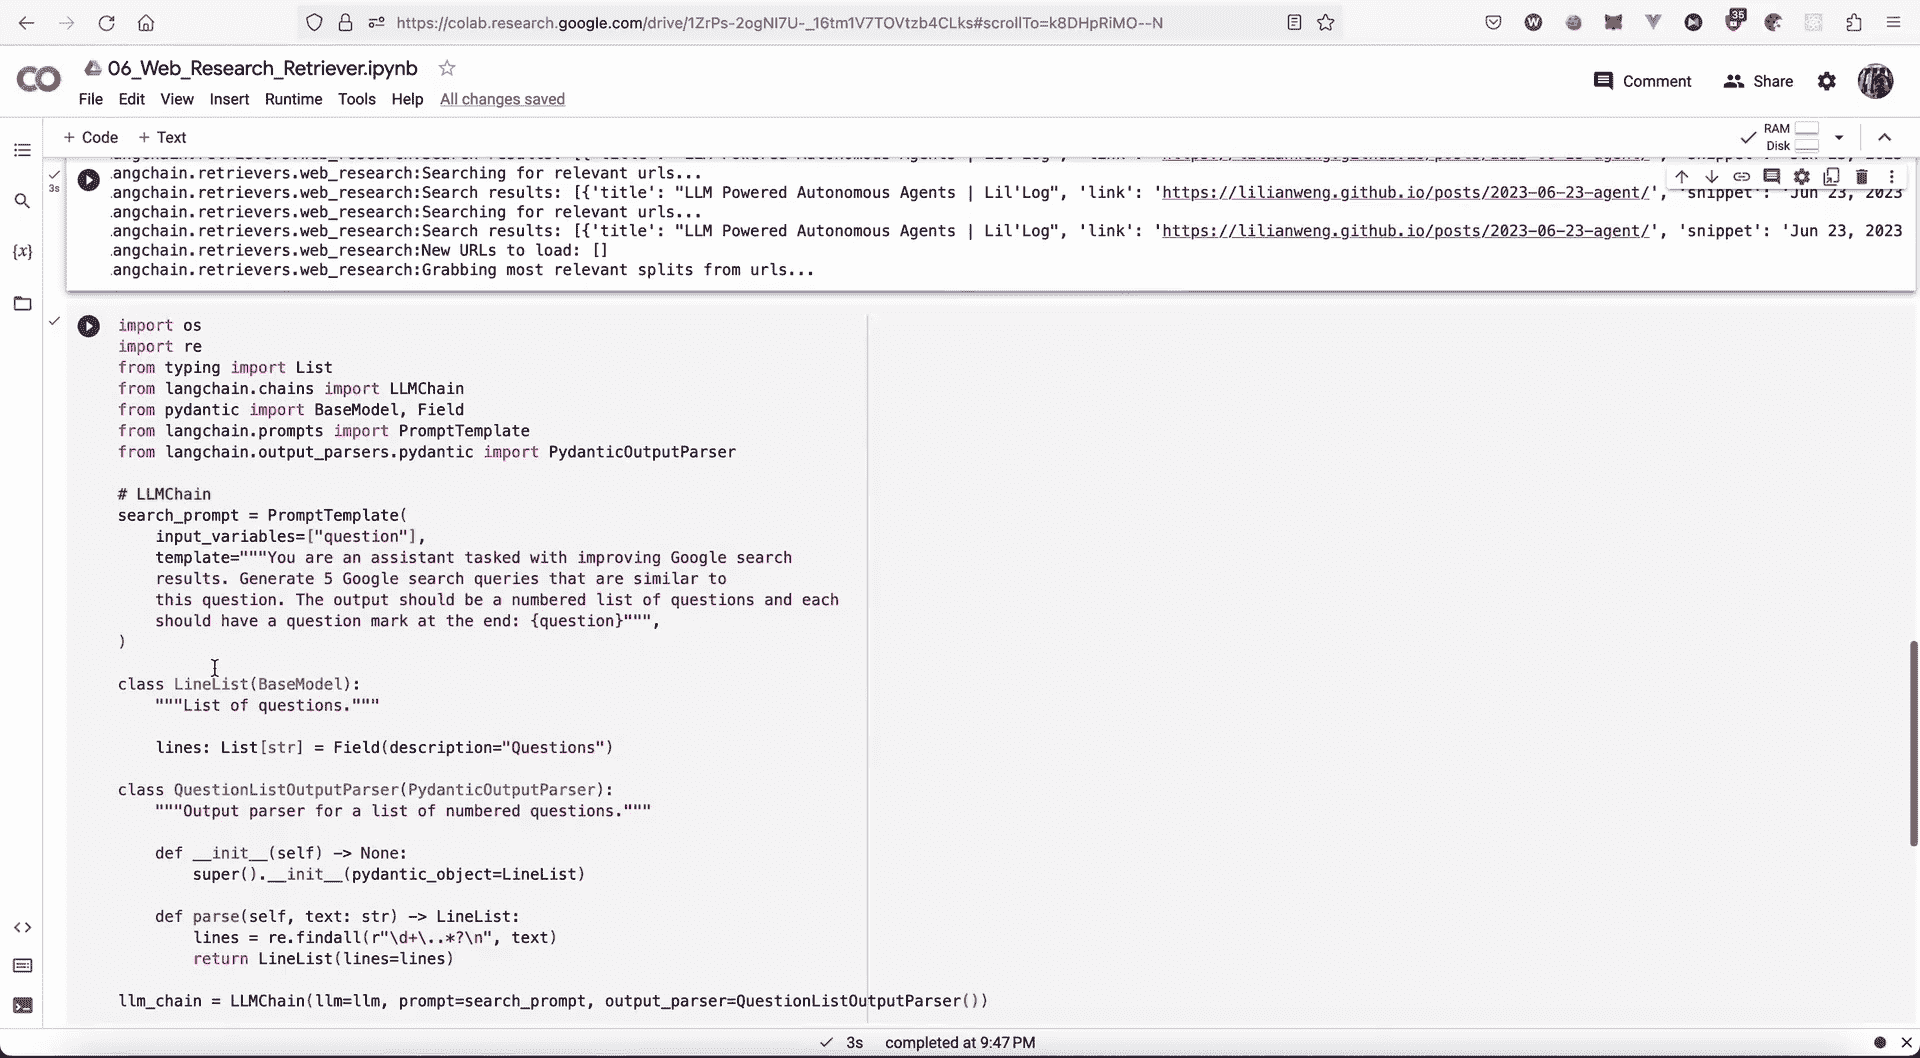 https://colab.research.google.com/drive/1ZrPs-2ogNI7U-_16tm1V7TOVtzb4CLks#scrollTo=k8DHpRiMO--N
35
06_Web_Research_Retriever.ipynb
Comment
Share
File Edit View Insert Runtime Tools Help All changes saved
+ Code + Text
RAM
Disk
3s
.angchain.retrievers.web_research:Searching for relevant urls...
.angchain.retrievers.web_research:Search results: [{'title': "LLM Powered Autonomous Agents | Lil'Log", 'link': 'https://lilianweng.github.io/posts/2023-06-23-agent/', 'snippet': 'Jun 23, 2023
.angchain.retrievers.web_research:Searching for relevant urls...
.angchain.retrievers.web_research:Search results: [{'title': "LLM Powered Autonomous Agents | Lil'Log", 'link': 'https://lilianweng.github.io/posts/2023-06-23-agent/', 'snippet': 'Jun 23, 2023
.angchain.retrievers.web_research:New URLs to load: []
.angchain.retrievers.web_research:Grabbing most relevant splits from urls...
import os
import re
from typing import List
from langchain.chains import LLMChain
from pydantic import BaseModel, Field
from langchain.prompts import PromptTemplate
from langchain.output_parsers.pydantic import PydanticOutputParser
# LLMChain
search_prompt = PromptTemplate(
input_variables=["question"],
template="""You are an assistant tasked with improving Google search
results. Generate 5 Google search queries that are similar to
this question. The output should be a numbered list of questions and each
should have a question mark at the end: {question}""",
)
class LineList(BaseModel):
"""List of questions."""
lines: List[str] = Field(description="Questions")
class QuestionListOutputParser(PydanticOutputParser):
"""Output parser for a list of numbered questions."""
def __init__(self) -> None:
super().__init__(pydantic_object=LineList)
def parse(self, text: str) -> LineList:
lines = re.findall(r"\d+\..*?\n", text)
return LineList(lines=lines)
llm_chain = LLMChain(llm=llm, prompt=search_prompt, output_parser=QuestionListOutputParser())
3s completed at 9:47 PM